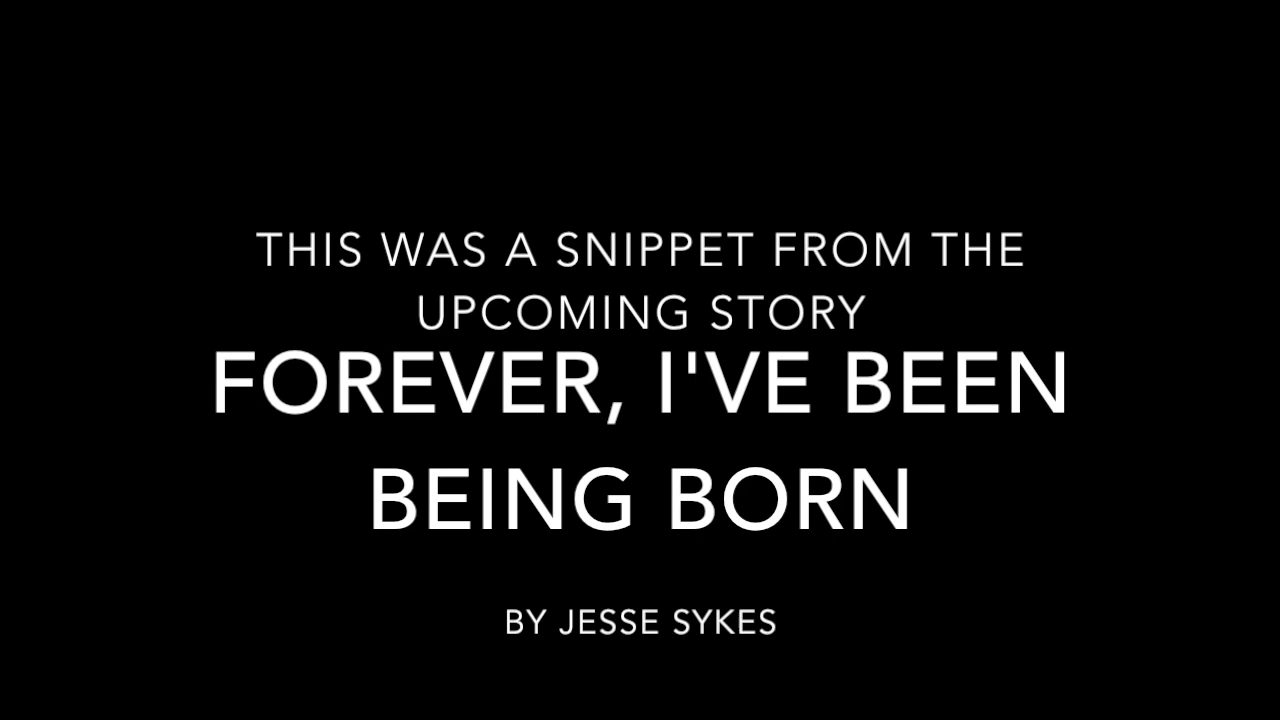 THIS WAS A SNIPPET FROM THE
UPCOMING STORY
FOREVER, I'VE BEEN
BEING BORN
BY JESSE SYKES